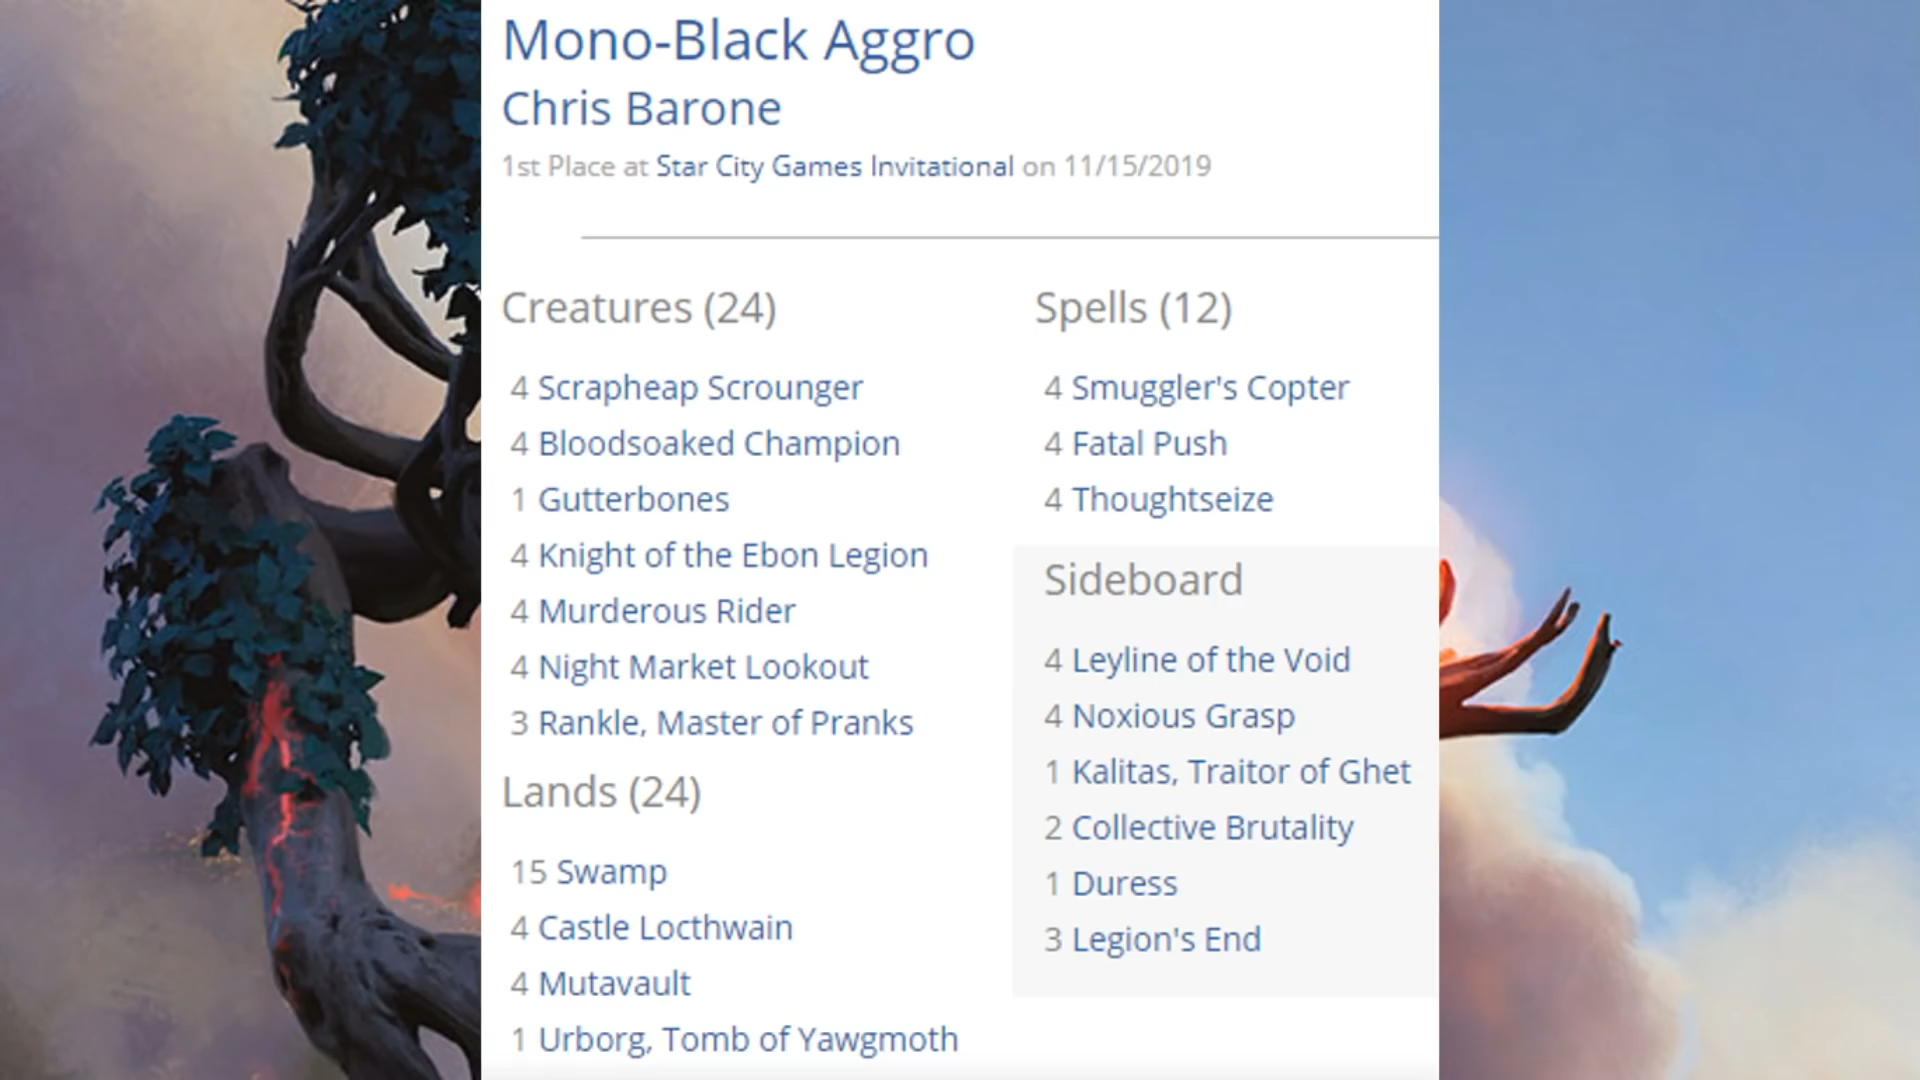 Mono-Black Aggro
Chris Barone
1st Place at Star City Games Invitational on 11/15/2019
Creatures (24)
4 Scrapheap Scrounger
4 Bloodsoaked Champion
1 Gutterbones
4 Knight of the Ebon Legion
4 Murderous Rider
4 Night Market Lookout
3 Rankle, Master of Pranks
Lands (24)
15 Swamp
4 Castle Locthwain
4 Mutavault
1 Urborg, Tomb of Yawgmoth
Spells (12)
4 Smuggler's Copter
4 Fatal Push
4 Thoughtseize
Sideboard
4 Leyline of the Void
4 Noxious Grasp
1 Kalitas, Traitor of Ghet
2 Collective Brutality
1 Duress
3 Legion's End